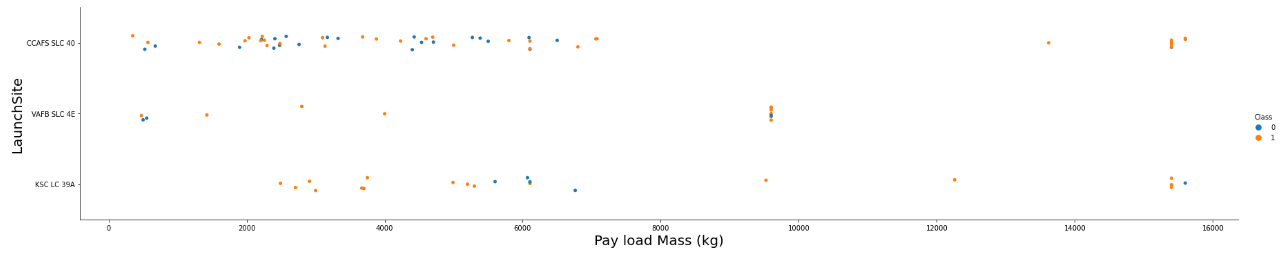 CCAFS SLC 40
VAFB SLC 4E
KSC LC 39A
LaunchSite
0 2000 4000 6000 8000 10000 12000 14000 16000
Pay load Mass (kg)
Class
0
1